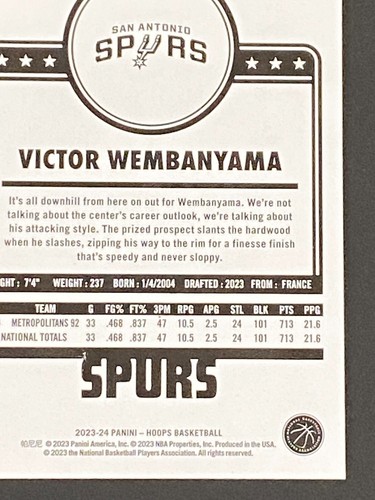 SAN ANTONIO
SPURS
VICTOR WEMBANYAMA
It's all downhill from here on out for Wembanyama. We're not
talking about the center's career outlook, we're talking about
his attacking style. The prized prospect slants the hardwood
when he slashes, zipping his way to the rim for a finesse finish
that's speedy and never sloppy.
GHT : 7'4" WEIGHT : 237 BORN : 1/4/2004 DRAFTED : 2023 FROM : FRANCE
TEAM G FG% FT% 3PM RPG APG STL BLK PTS PPG
METROPOLITANS 92 33 .468 .837 47 10.5 2.5 24 101 713 21.6
NATIONAL TOTALS 33 .468 .837 47 10.5 2.5 24 101 713 21.6
SPURS
2023-24 PANINI – HOOPS BASKETBALL
帕尼尼 © 2023 Panini America, Inc. © 2023 NBA Properties, Inc. Produced in the USA.
© 2023 the National Basketball Players Association. All rights reserved.